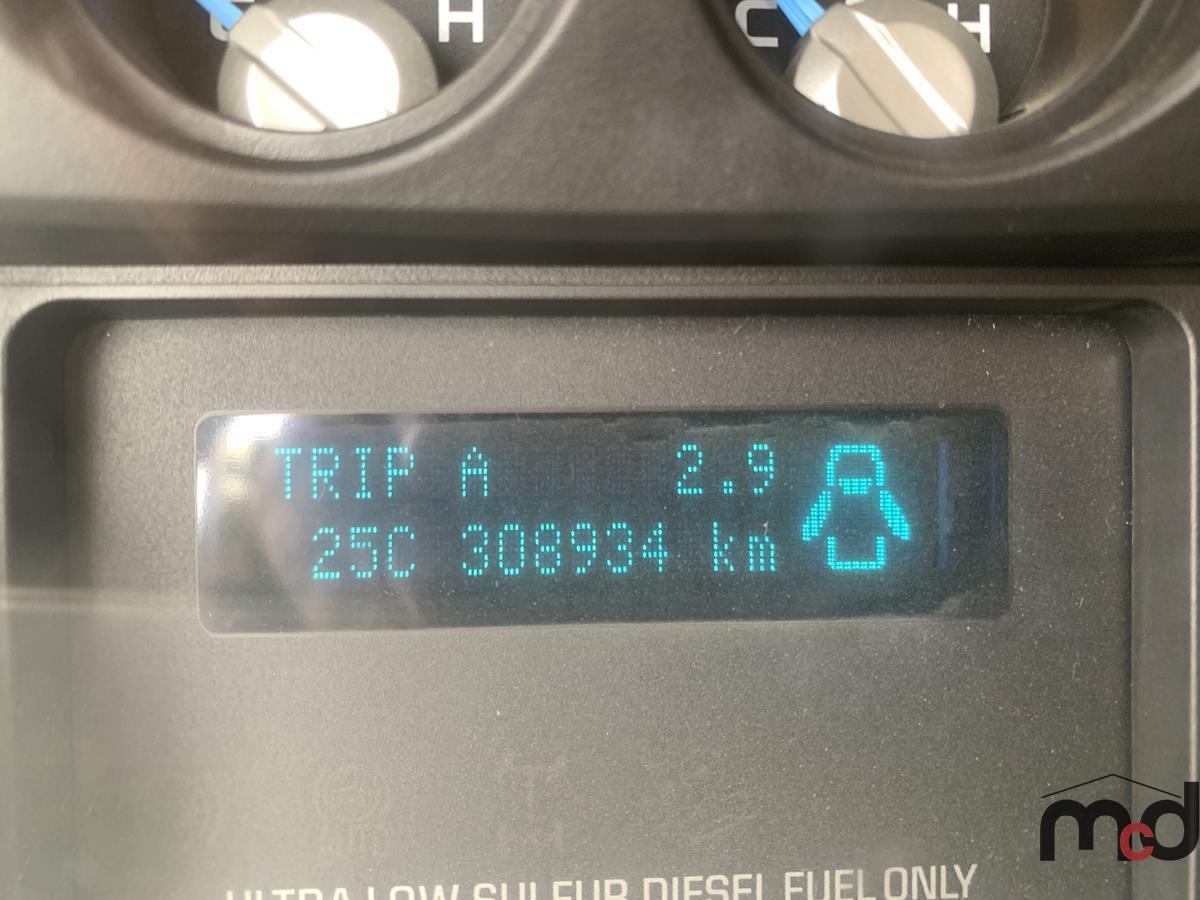 C H C H
TRIP A 2.9
25C 308934 km
ULTRA LOW SULFUR DIESEL FUEL ONLY
mcd